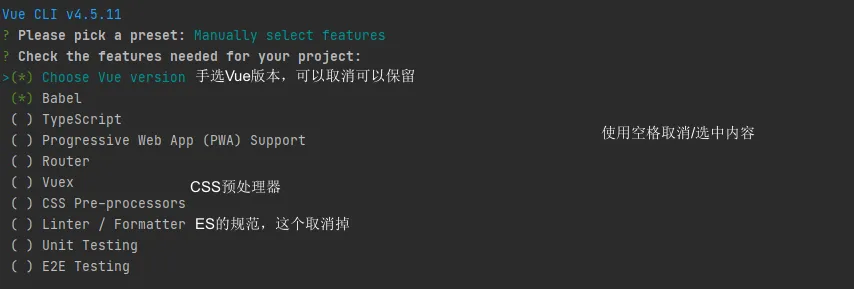 Vue CLI v4.5.11
? Please pick a preset: Manually select features
? Check the features needed for your project:
>(*) Choose Vue version 手选Vue版本，可以取消可以保留
(*) Babel
( ) TypeScript
使用空格取消/选中内容
( ) Progressive Web App (PWA) Support
( ) Router
( ) Vuex
CSS预处理器
( ) CSS Pre-processors
( ) Linter / Formatter ES的规范，这个取消掉
( ) Unit Testing
( ) E2E Testing